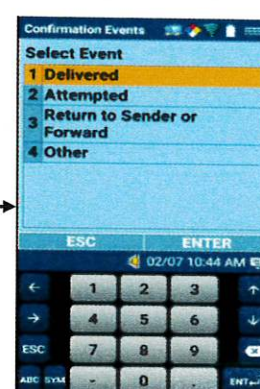 Confirmation Events
Select Event
1 Delivered
2 Attempted
3 Return to Sender or
Forward
4 Other
ESC ENTER
02/07 10:44 AM
← 1 2 3 ↑
→ 4 5 6 ↓
ESC 7 8 9
ABC SYM - 0 . ENT